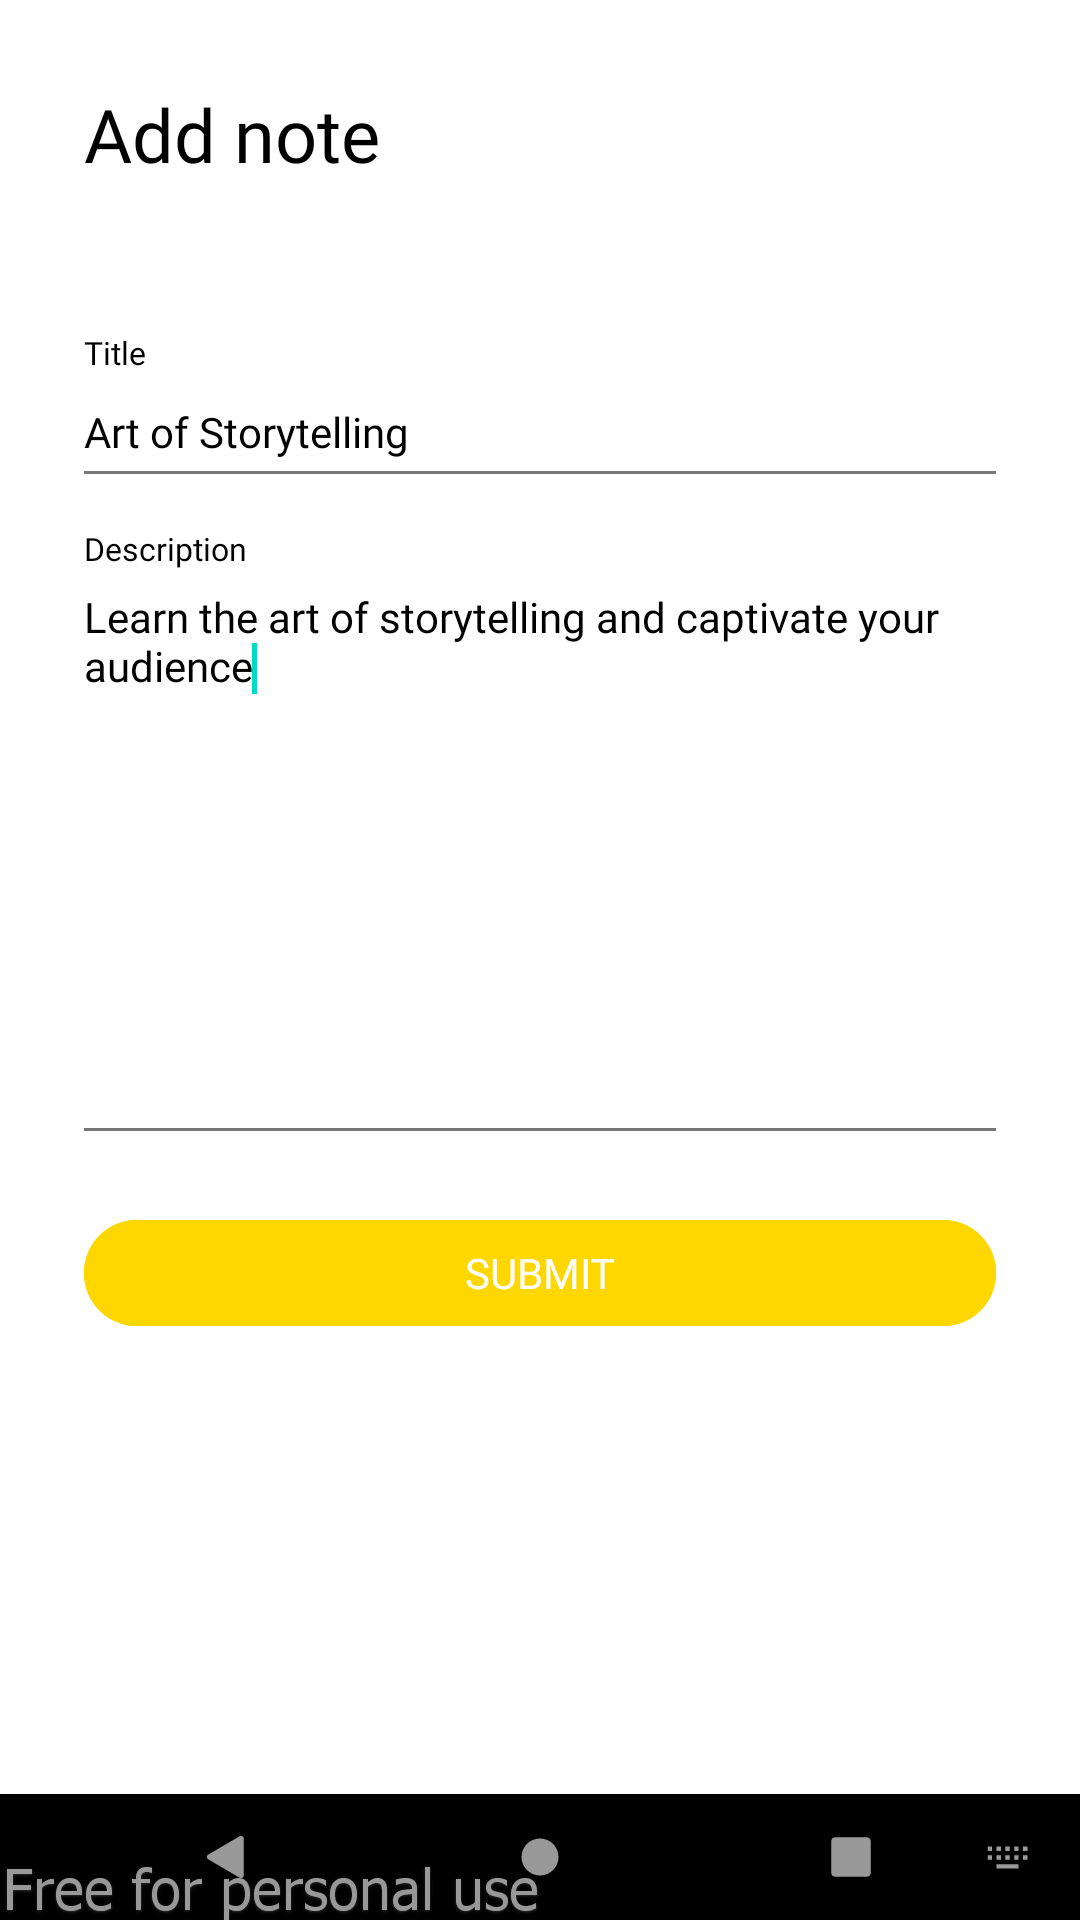 Add note
Title
Art of Storytelling
Description
Learn the art of storytelling and captivate your
audience
SUBMIT
Free for personal use